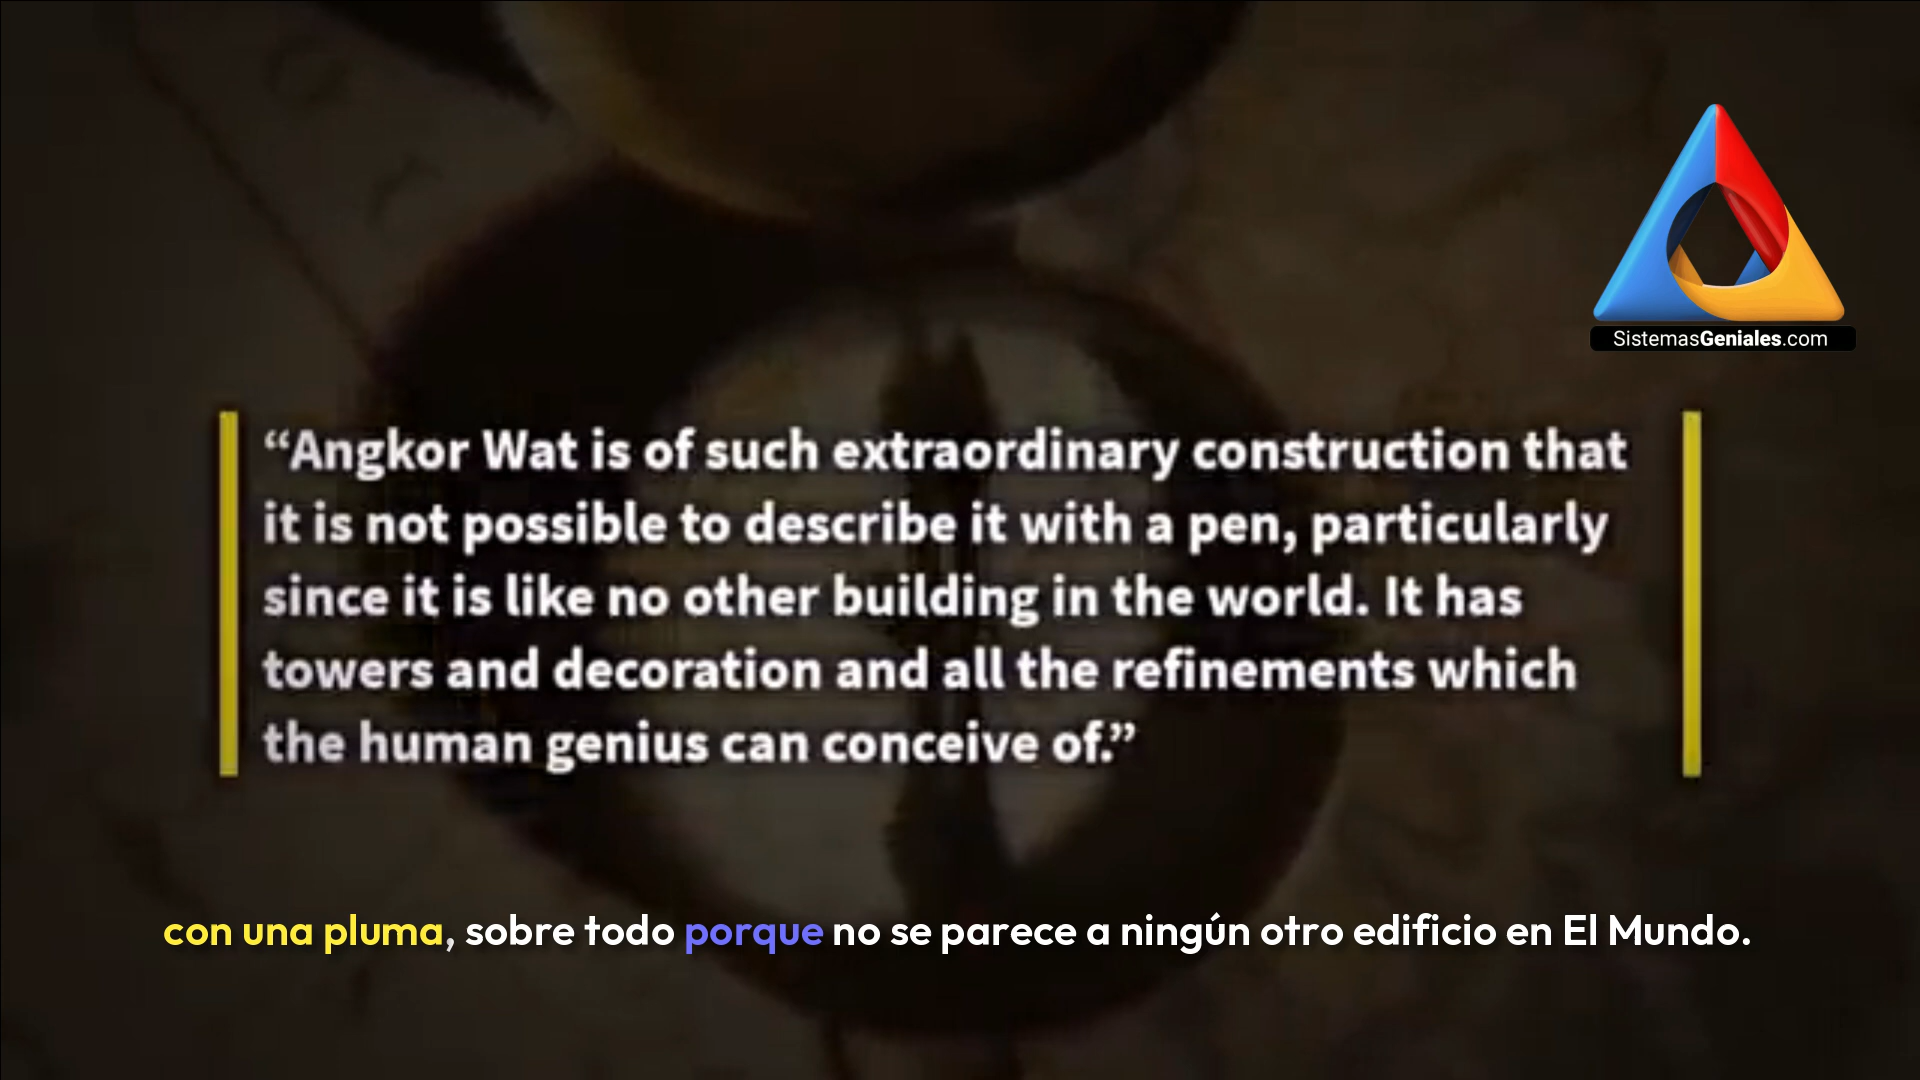 SistemasGeniales.com
“Angkor Wat is of such extraordinary construction that
it is not possible to describe it with a pen, particularly
since it is like no other building in the world. It has
towers and decoration and all the refinements which
the human genius can conceive of.”
con una pluma, sobre todo porque no se parece a ningún otro edificio en El Mundo.